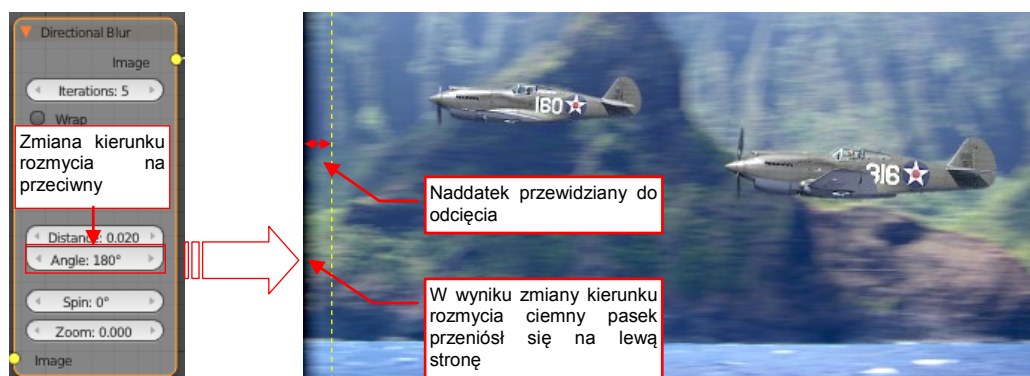 Directional Blur
Image
Iterations: 5
Wrap
Zmiana kierunku
rozmycia na
przeciwny
Distance: 0.020
Angle: 180°
Spin: 0°
Zoom: 0.000
Image
160
316
Naddatek przewidziany do
odcięcia
W wyniku zmiany kierunku
rozmycia ciemny pasek
przeniósł się na lewą
stronę